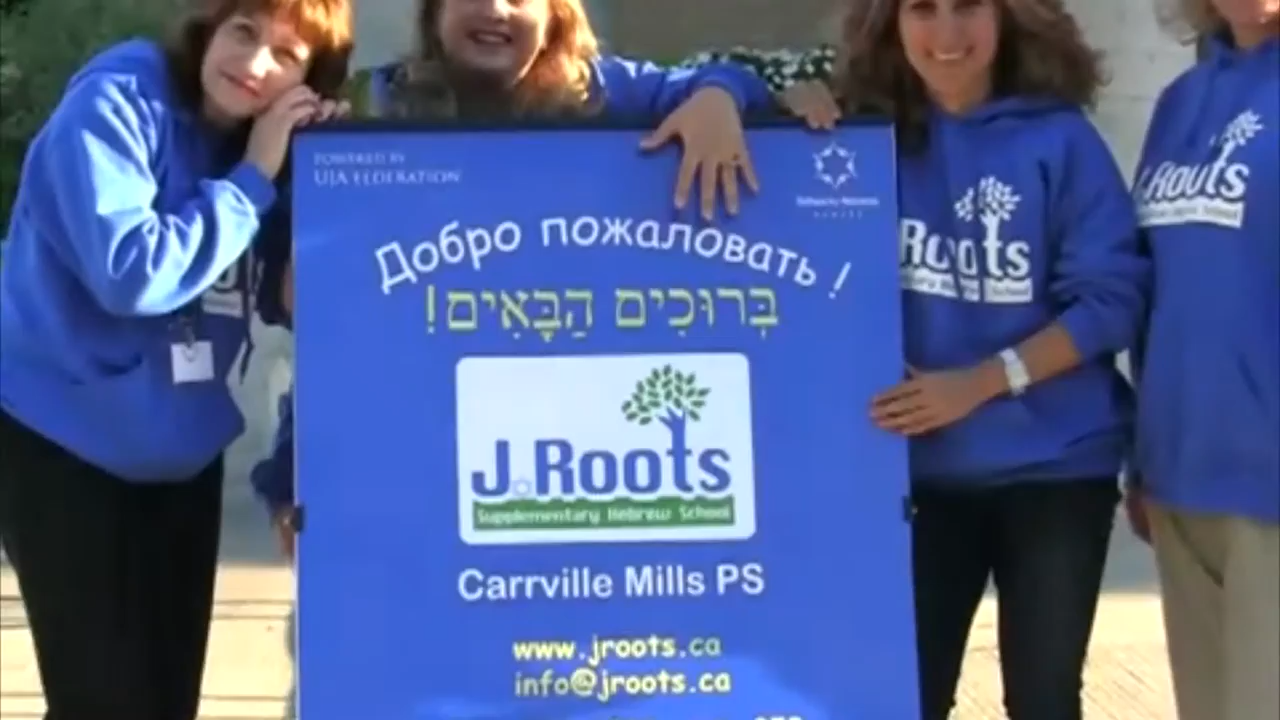 POWERED BY
UJA FEDERATION
Добро пожаловать !
בְּרוּכִים הַבָּאִים!
J.Roots
Supplementary Hebrew School
Carrville Mills PS
www.jroots.ca
info@jroots.ca
Roots
J.Roots